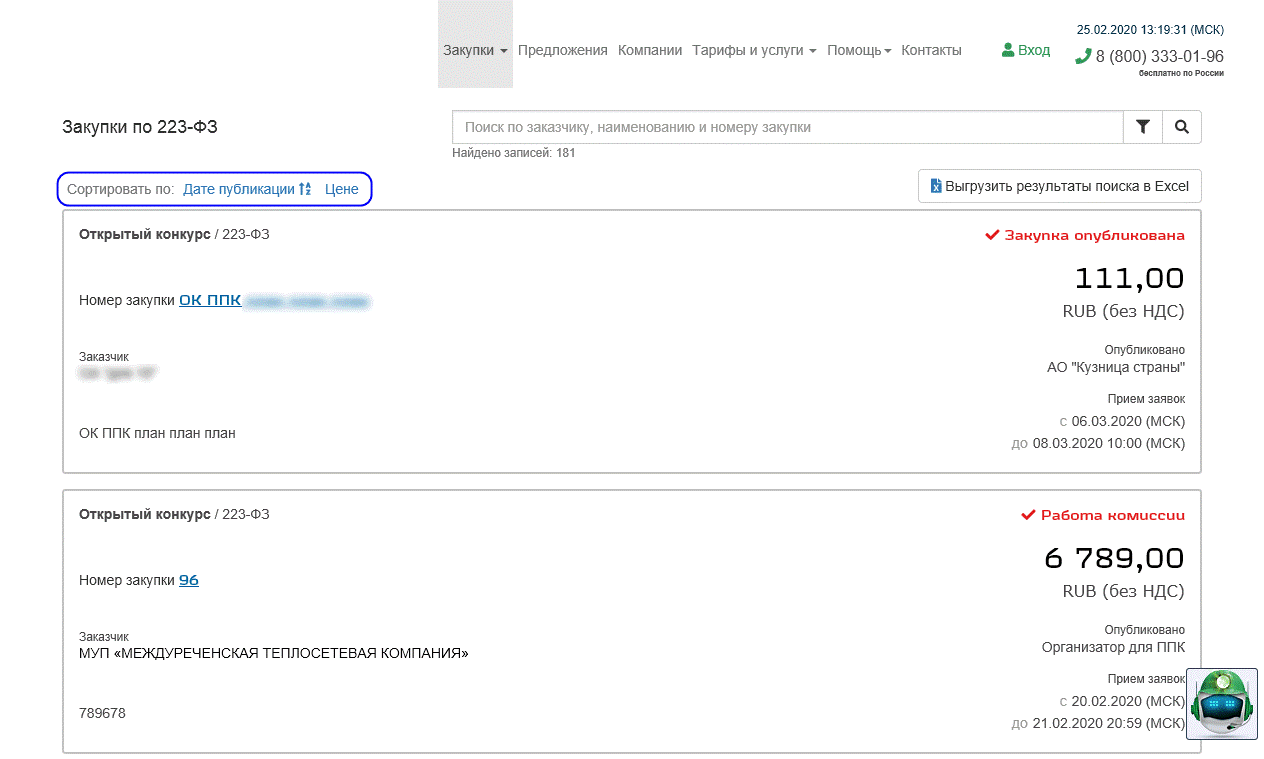 25.02.2020 13:19:31 (МСК)
Закупки Предложения Компании Тарифы и услуги Помощь Контакты Вход 8 (800) 333-01-96
бесплатно по России
Закупки по 223-ФЗ
Поиск по заказчику, наименованию и номеру закупки
Найдено записей: 181
Сортировать по: Дате публикации Цене
Выгрузить результаты поиска в Excel
Открытый конкурс / 223-ФЗ
Закупка опубликована
111,00
RUB (без НДС)
Номер закупки ОК ППК
Заказчик
Опубликовано
АО "Кузница страны"
Прием заявок
с 06.03.2020 (МСК)
до 08.03.2020 10:00 (МСК)
ОК ППК план план план
Открытый конкурс / 223-ФЗ
Работа комиссии
6 789,00
RUB (без НДС)
Номер закупки 96
Заказчик
МУП «МЕЖДУРЕЧЕНСКАЯ ТЕПЛОСЕТЕВАЯ КОМПАНИЯ»
Опубликовано
Организатор для ППК
Прием заявок
с 20.02.2020 (МСК)
до 21.02.2020 20:59 (МСК)
789678